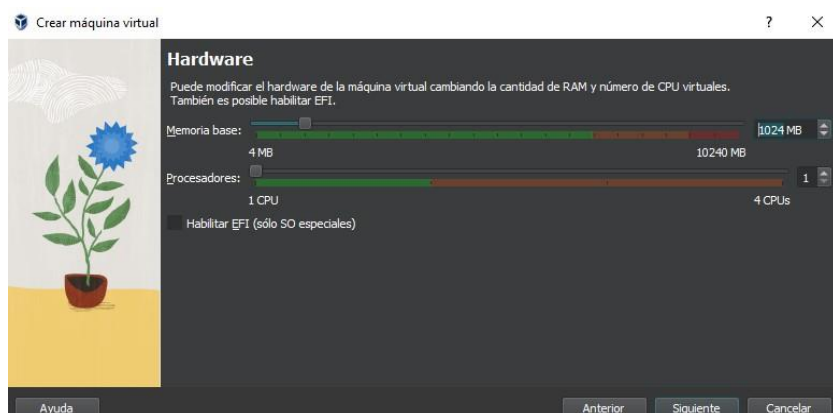 Crear máquina virtual
Hardware
Puede modificar el hardware de la máquina virtual cambiando la cantidad de RAM y número de CPU virtuales.
También es posible habilitar EFI.
Memoria base:
1024 MB
4 MB
10240 MB
Procesadores:
1
1 CPU
4 CPUs
Habilitar EFI (sólo SO especiales)
Ayuda
Anterior
Siguiente
Cancelar